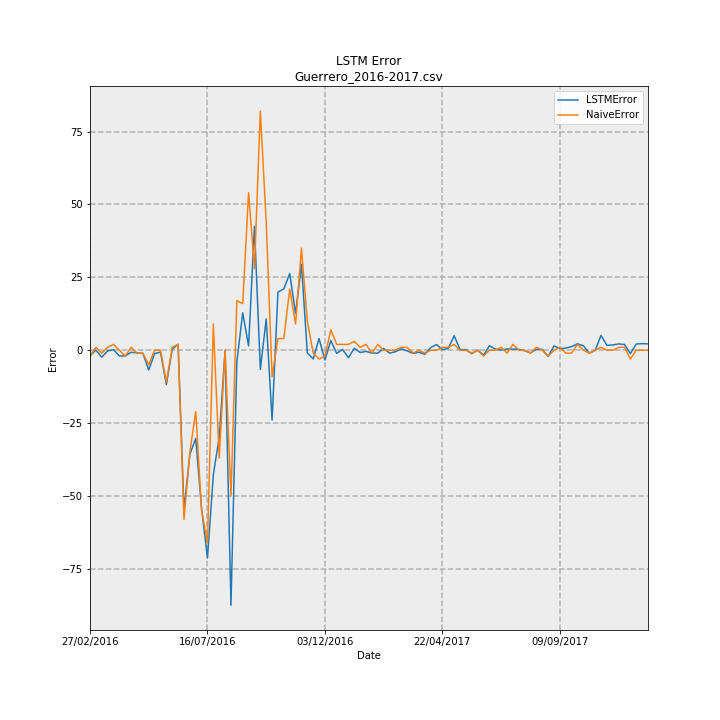 LSTM Error
Guerrero_2016-2017.csv
LSTMError
NaiveError
75
50
25
0
−25
−50
−75
Error
27/02/2016
16/07/2016
03/12/2016
22/04/2017
09/09/2017
Date